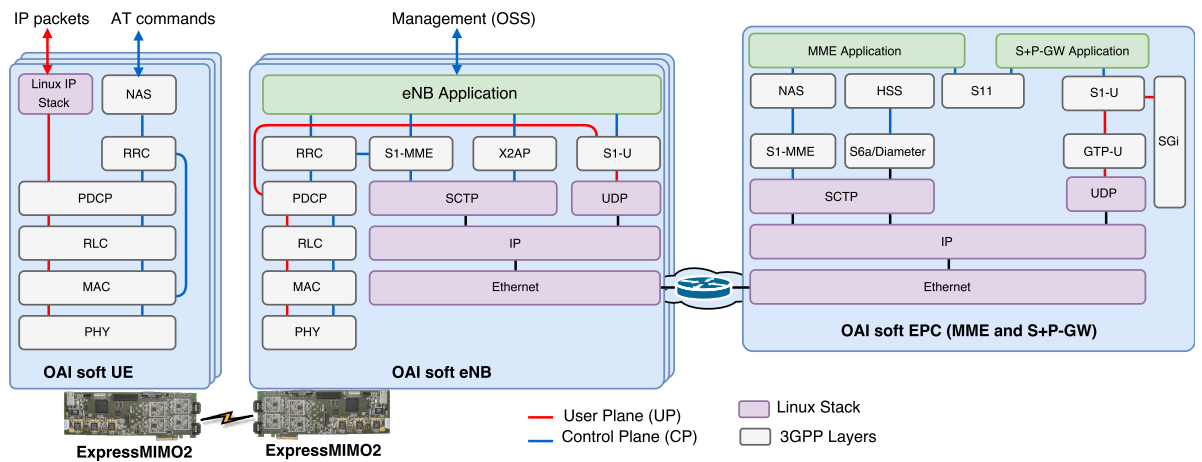 IP packets
AT commands
Linux IP
Stack
NAS
RRC
PDCP
RLC
MAC
PHY
OAI soft UE
ExpressMIMO2
Management (OSS)
eNB Application
RRC
S1-MME
X2AP
S1-U
PDCP
SCTP
UDP
RLC
IP
MAC
Ethernet
PHY
OAI soft eNB
ExpressMIMO2
MME Application
S+P-GW Application
NAS
HSS
S11
S1-U
SGi
S1-MME
S6a/Diameter
GTP-U
SCTP
UDP
IP
Ethernet
OAI soft EPC (MME and S+P-GW)
User Plane (UP)
Control Plane (CP)
Linux Stack
3GPP Layers